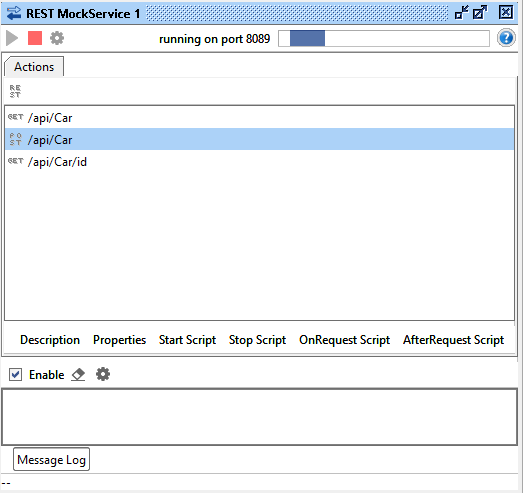 REST MockService 1
running on port 8089
?
Actions
RE
ST
GET /api/Car
PO
ST /api/Car
GET /api/Car/id
Description Properties Start Script Stop Script OnRequest Script AfterRequest Script
Enable
Message Log
--